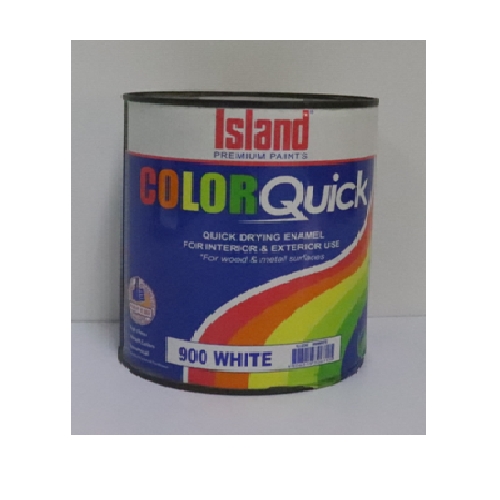 Island
PREMIUM PAINTS
COLORQuick
QUICK DRYING ENAMEL
FOR INTERIOR & EXTERIOR USE
*For wood & metal surfaces
900 WHITE